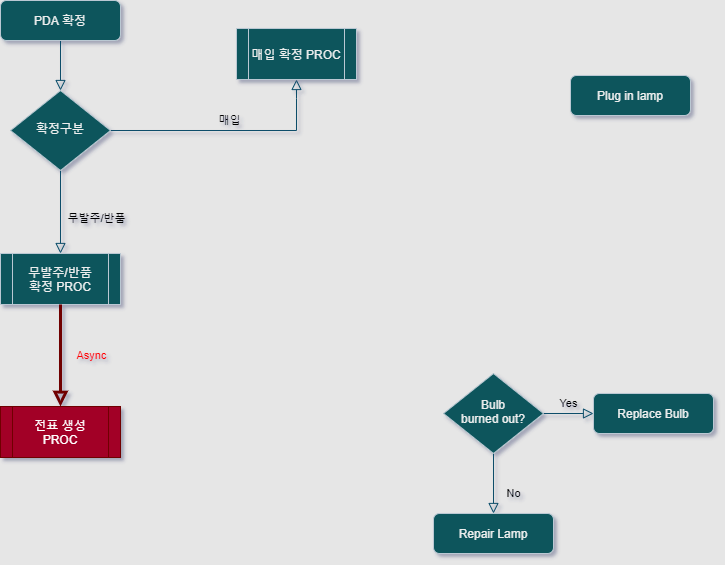 PDA 확정
매입 확정 PROC
Plug in lamp
확정구분
매입
무발주/반품
무발주/반품
확정 PROC
Async
전표 생성
PROC
Bulb
burned out?
Yes
Replace Bulb
No
Repair Lamp